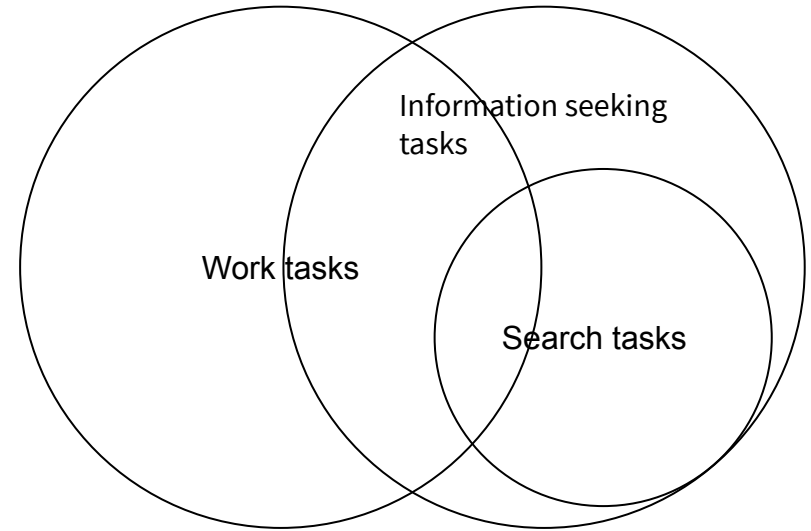 Information seeking
tasks
Work tasks
Search tasks